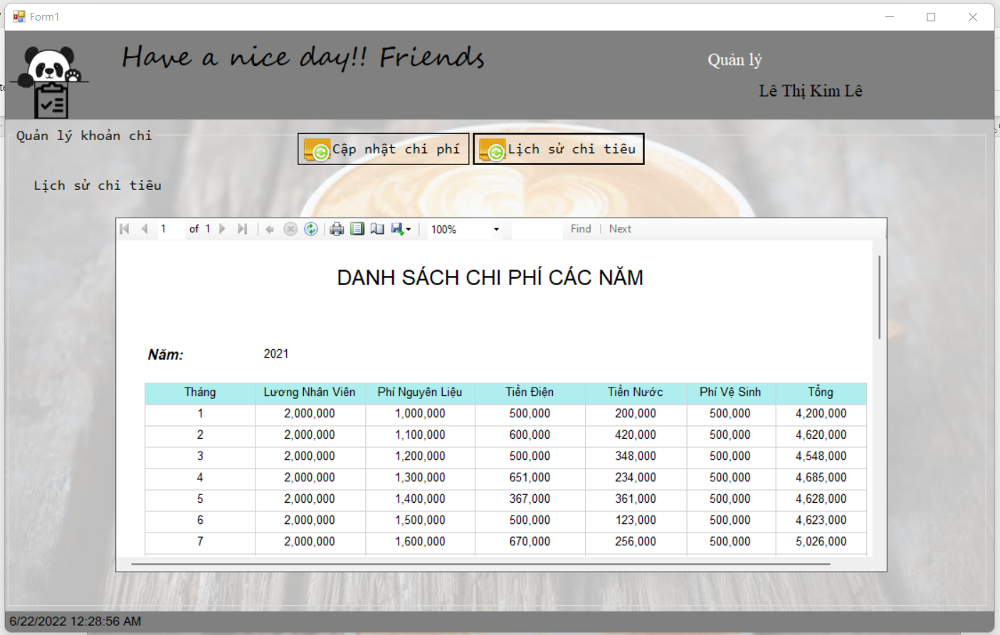 Form1
Have a nice day!! Friends
Quản lý
Lê Thị Kim Lê
Quản lý khoản chi
Cập nhật chi phí Lịch sử chi tiêu
Lịch sử chi tiêu
1 of 1 100% Find | Next
DANH SÁCH CHI PHÍ CÁC NĂM
Năm: 2021
Tháng Lương Nhân Viên Phí Nguyên Liệu Tiền Điện Tiền Nước Phí Vệ Sinh Tổng
1 2,000,000 1,000,000 500,000 200,000 500,000 4,200,000
2 2,000,000 1,100,000 600,000 420,000 500,000 4,620,000
3 2,000,000 1,200,000 500,000 348,000 500,000 4,548,000
4 2,000,000 1,300,000 651,000 234,000 500,000 4,685,000
5 2,000,000 1,400,000 367,000 361,000 500,000 4,628,000
6 2,000,000 1,500,000 500,000 123,000 500,000 4,623,000
7 2,000,000 1,600,000 670,000 256,000 500,000 5,026,000
6/22/2022 12:28:56 AM